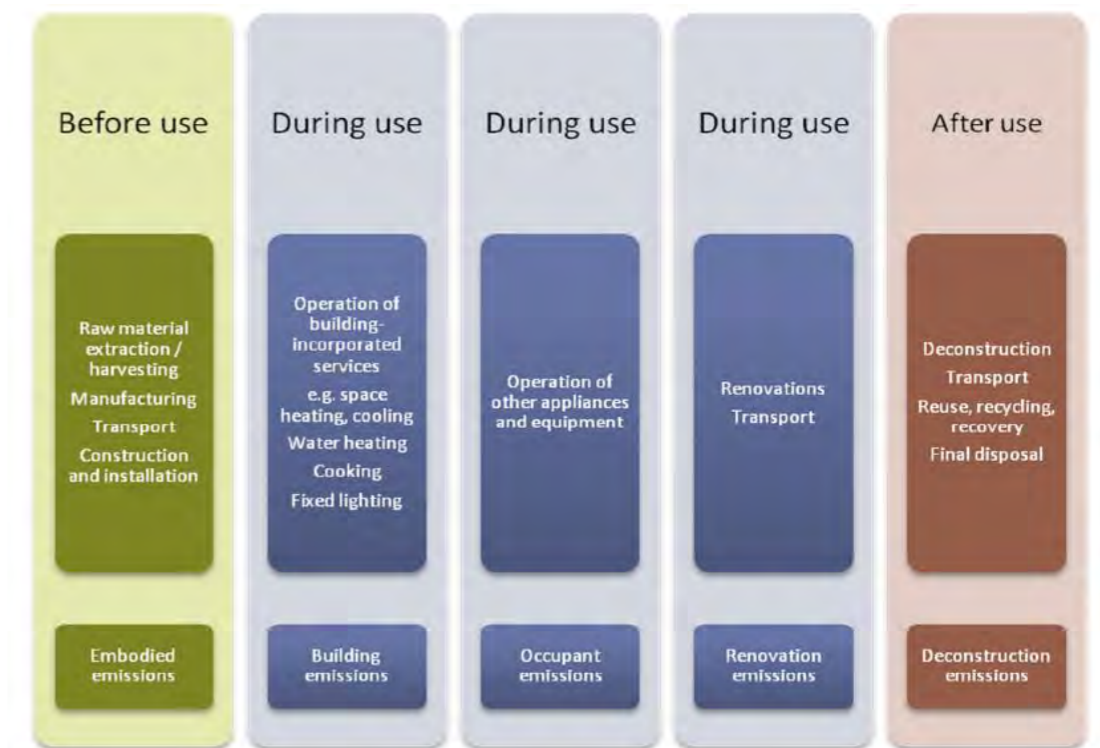 Before use
Raw material
extraction /
harvesting
Manufacturing
Transport
Construction
and installation
Embodied
emissions
During use
Operation of
building-
incorporated
services
e.g. space
heating, cooling
Water heating
Cooking
Fixed lighting
Building
emissions
During use
Operation of
other appliances
and equipment
Occupant
emissions
During use
Renovations
Transport
Renovation
emissions
After use
Deconstruction
Transport
Reuse, recycling,
recovery
Final disposal
Deconstruction
emissions